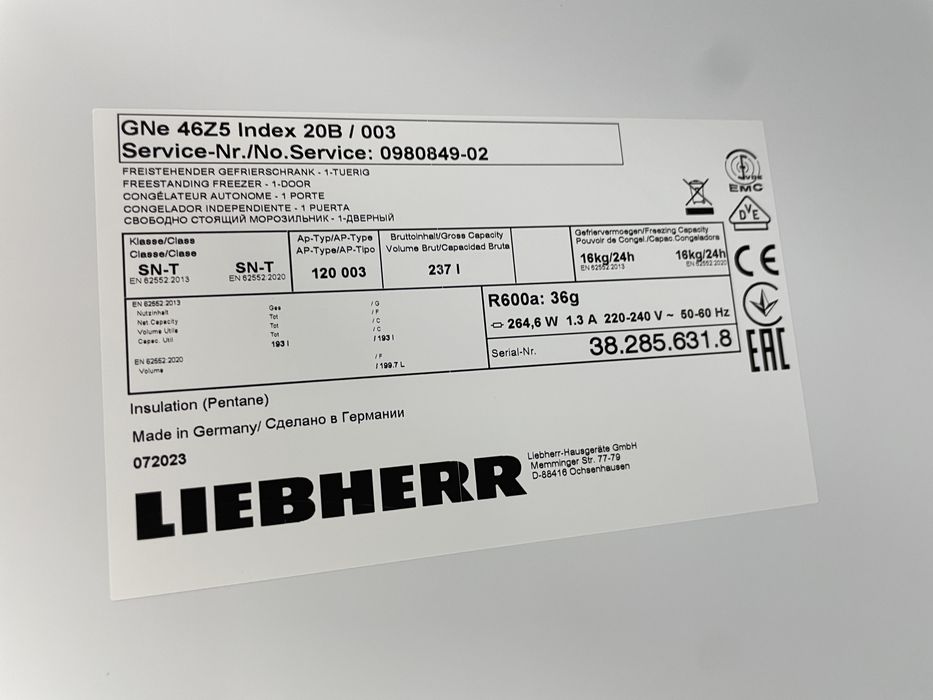 GNe 46Z5 Index 20B / 003
Service-Nr./No.Service: 0980849-02
FREISTEHENDER GEFRIERSCHRANK - 1-TUERIG
FREESTANDING FREEZER - 1-DOOR
CONGÉLATEUR AUTONOME - 1 PORTE
CONGELADOR INDEPENDIENTE - 1 PUERTA
СВОБОДНО СТОЯЩИЙ МОРОЗИЛЬНИК - 1-ДВЕРНЫЙ
VDE
EMC
DVE
Klasse/Class
Classe/Clase
SN-T SN-T
EN 62552 2013 EN 62552 2020
Ap-Typ/AP-Type
AP-Type/AP-Tipo
120 003
Bruttoinhalt/Gross Capacity
Volume Brut/Capacidad Bruta
237 l
Gefriervermoegen/Freezing Capacity
Pouvoir de Congel./Capac.Congeladora
16kg/24h 16kg/24h
EN 62552 2013 EN 62552 2020
CE
EN 62552 2013
Nutzinhalt Ges /G
Net.Capacity Tot /F
Volume Utile Tot /C
Capac. Util Tot /C
193 l / 193 l
EN 62552 2020 /F
Volume / 199.7 L
R600a: 36g
264,6 W 1.3 A 220-240 V ~ 50-60 Hz
Serial-Nr. 38.285.631.8
EAC
Insulation (Pentane)
Made in Germany/ Сделано в Германии
072023
LIEBHERR
Liebherr-Hausgeräte GmbH
Memminger Str. 77-79
D-88416 Ochsenhausen